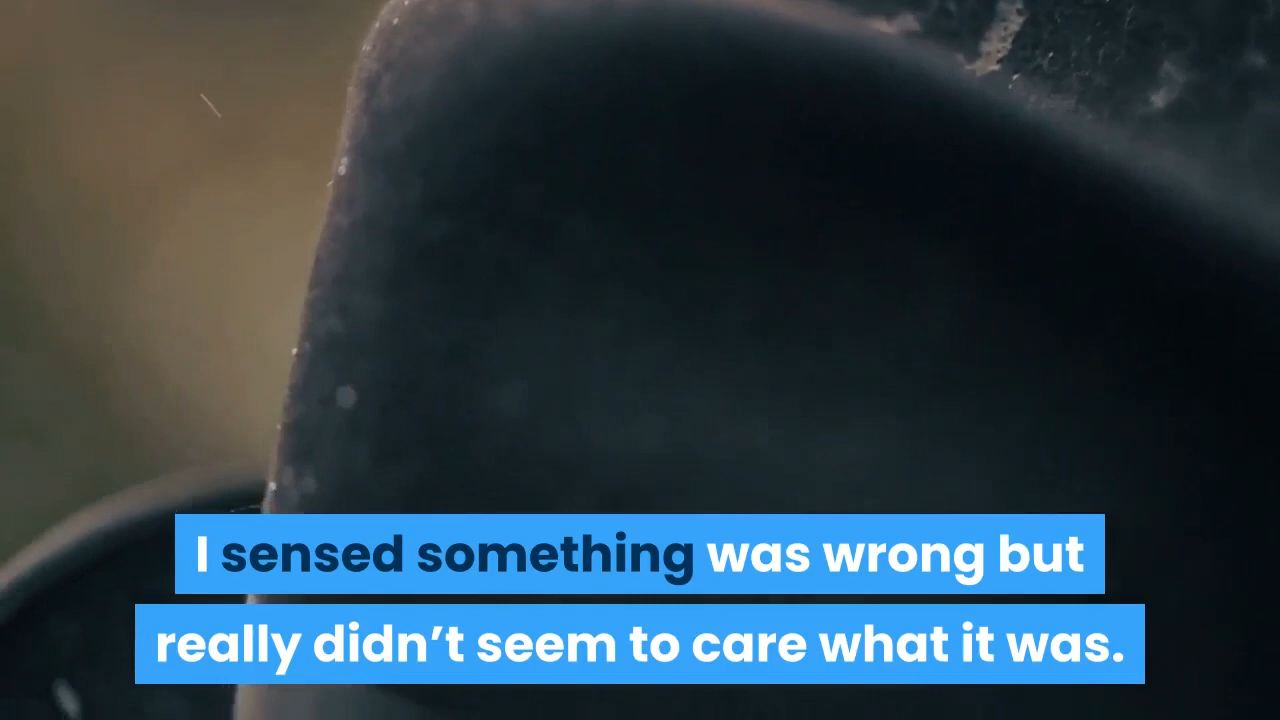 I sensed something was wrong but
really didn’t seem to care what it was.